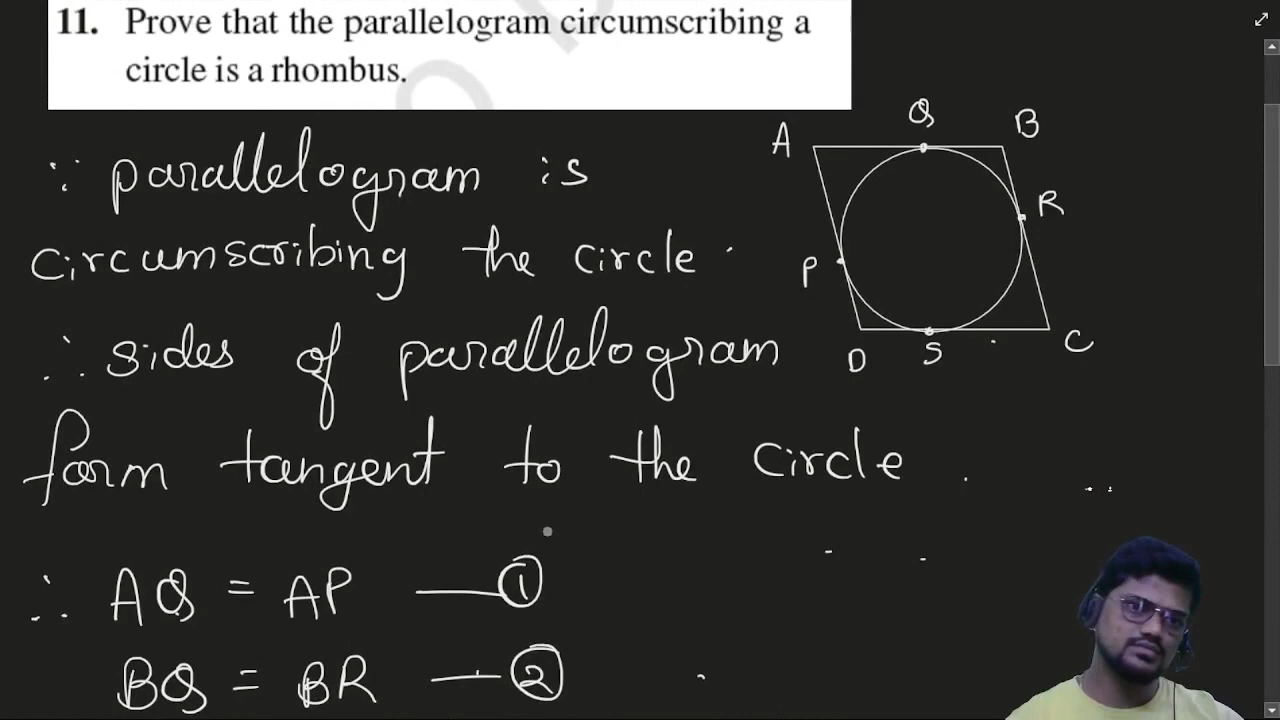 11. Prove that the parallelogram circumscribing a
circle is a rhombus.
A Q B
∵ parallelogram is
R
circumscribing the circle.
P
∴ sides of parallelogram
D S C
form tangent to the circle.
∴ AQ = AP —①
BQ = BR —②